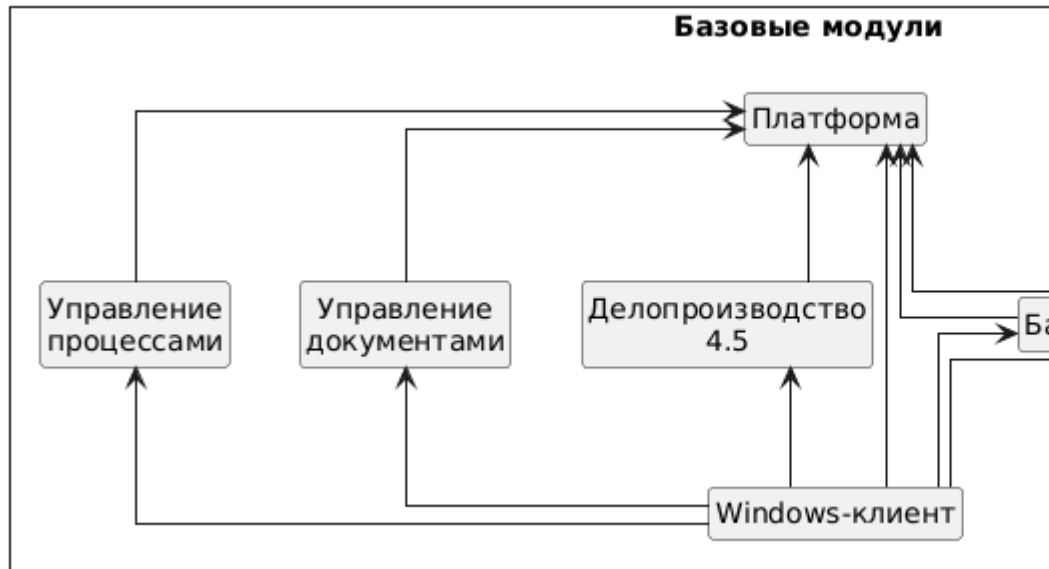 Базовые модули
Платформа
Управление
процессами
Управление
документами
Делопроизводство
4.5
Windows-клиент